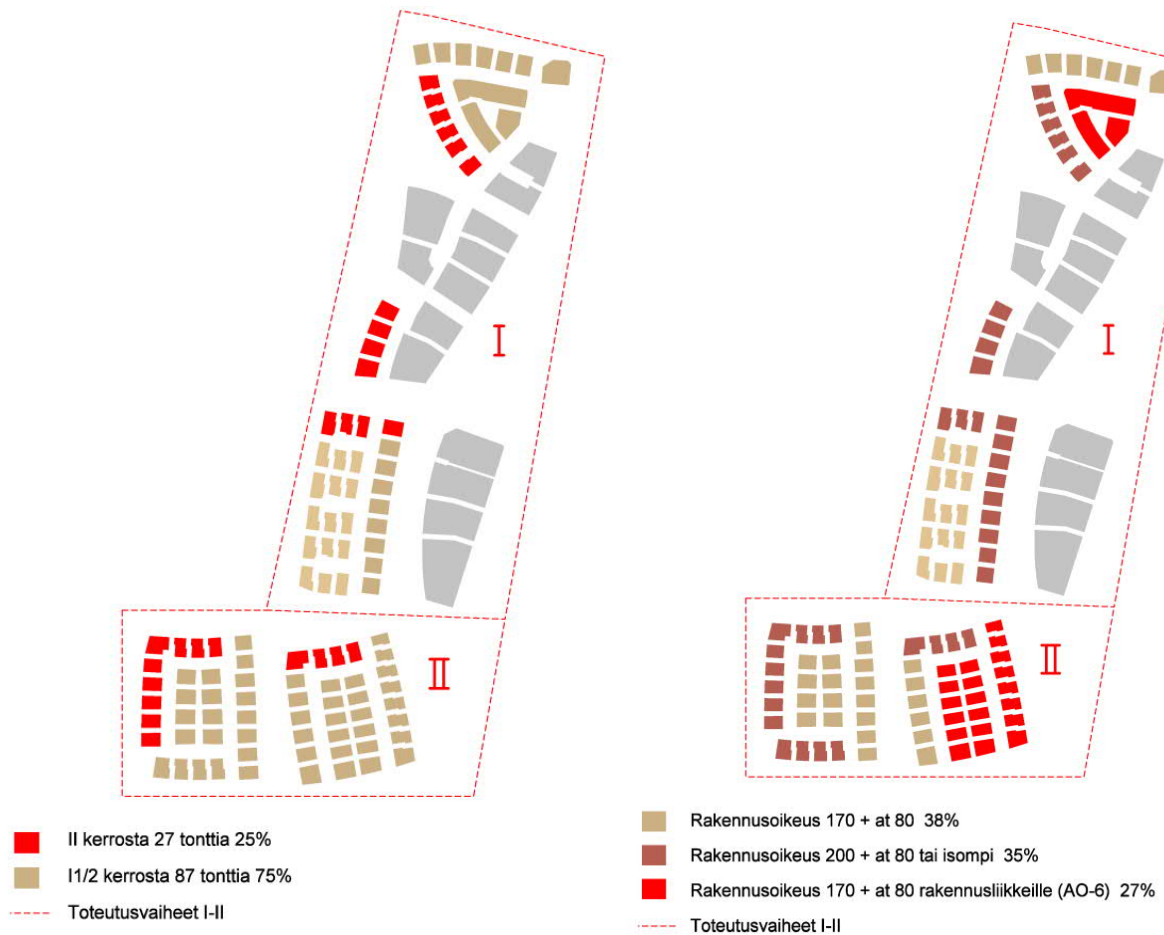 I
I
II
II
II kerrosta 27 tonttia 25%
I1/2 kerrosta 87 tonttia 75%
Toteutusvaiheet I-II
Rakennusoikeus 170 + at 80 38%
Rakennusoikeus 200 + at 80 tai isompi 35%
Rakennusoikeus 170 + at 80 rakennusliikkeille (AO-6) 27%
Toteutusvaiheet I-II